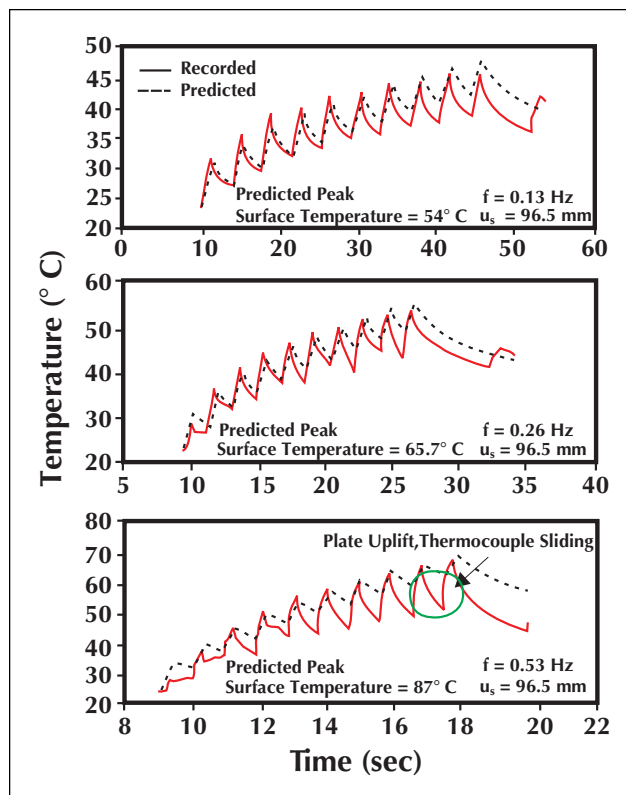 50
45
40
35
30
25
20
Recorded
Predicted
Predicted Peak
Surface Temperature = 54° C
f = 0.13 Hz
uₛ = 96.5 mm
0 10 20 30 40 50 60
Temperature (° C)
60
50
40
30
20
Predicted Peak
Surface Temperature = 65.7° C
f = 0.26 Hz
uₛ = 96.5 mm
5 10 15 20 25 30 35 40
80
70
60
50
40
30
20
Plate Uplift,Thermocouple Sliding
Predicted Peak
Surface Temperature = 87° C
f = 0.53 Hz
uₛ = 96.5 mm
8 10 12 14 16 18 20 22
Time (sec)